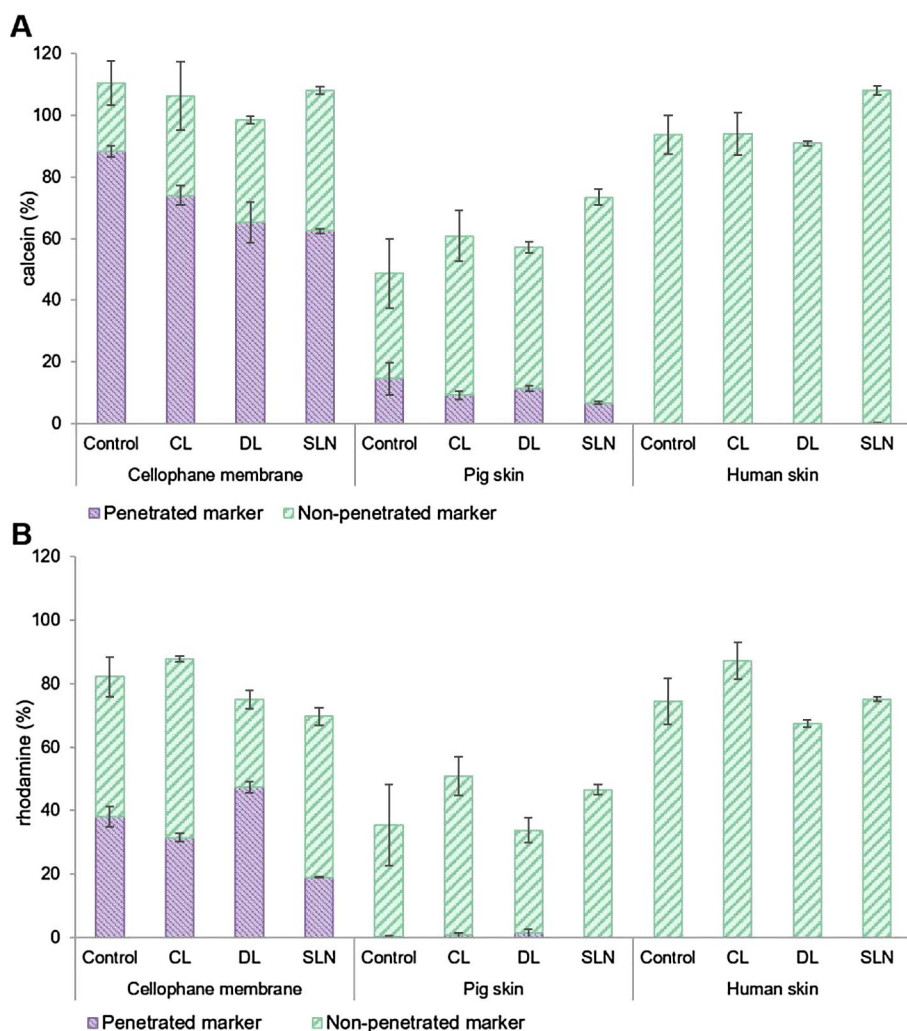 A
120
100
80
60
40
20
0
calcein (%)
Control CL DL SLN Control CL DL SLN Control CL DL SLN
Cellophane membrane Pig skin Human skin
Penetrated marker Non-penetrated marker
B
120
100
80
60
40
20
0
rhodamine (%)
Control CL DL SLN Control CL DL SLN Control CL DL SLN
Cellophane membrane Pig skin Human skin
Penetrated marker Non-penetrated marker